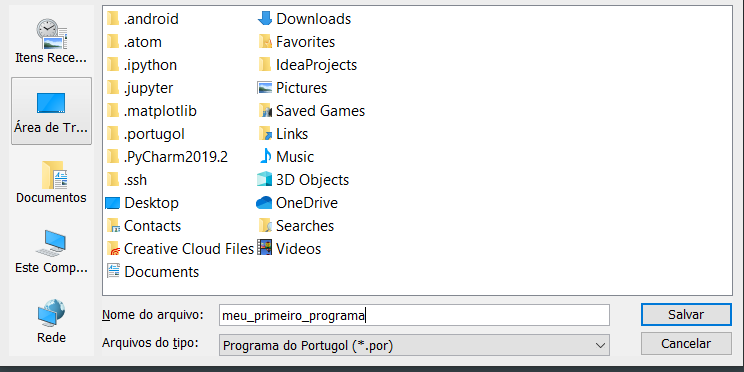 Itens Rece...
Área de Tr...
Documentos
Este Comp...
Rede
.android
.atom
.ipython
.jupyter
.matplotlib
.portugol
.PyCharm2019.2
.ssh
Desktop
Contacts
Creative Cloud Files
Documents
Downloads
Favorites
IdeaProjects
Pictures
Saved Games
Links
Music
3D Objects
OneDrive
Searches
Videos
Nome do arquivo: meu_primeiro_programa Salvar
Arquivos do tipo: Programa do Portugol (*.por) Cancelar